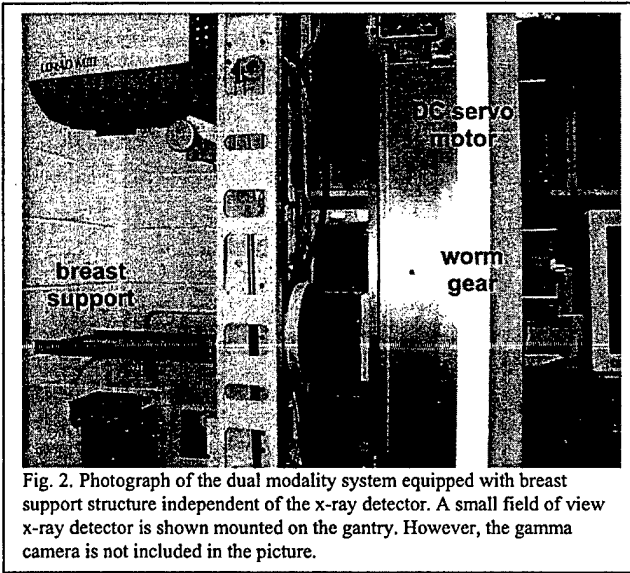 DC servo
motor
breast
support
worm
gear
Fig. 2. Photograph of the dual modality system equipped with breast
support structure independent of the x-ray detector. A small field of view
x-ray detector is shown mounted on the gantry. However, the gamma
camera is not included in the picture.